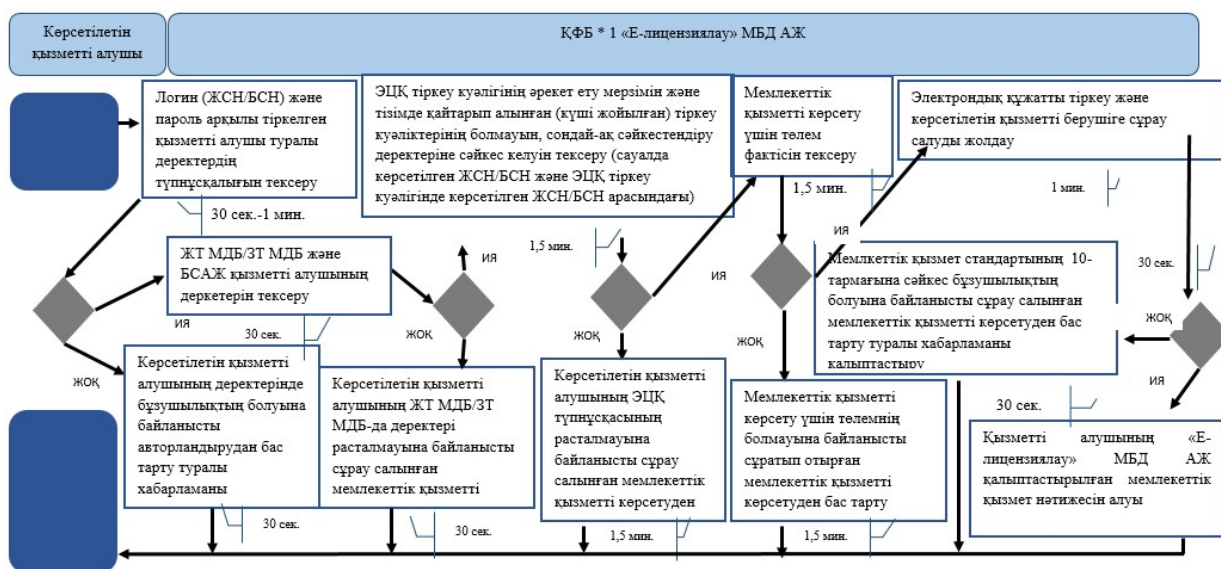 Көрсетілетін
қызметті алушы
ҚФБ * 1 «Е-лицензиялау» МБД АЖ
Логин (ЖСН/БСН) және
пароль арқылы тіркелген
қызметті алушы туралы
деректердің
түпнұсқалығын тексеру
ЭЦҚ тіркеу куәлігінің әрекет ету мерзімін және
тізімде қайтарып алынған (күші жойылған) тіркеу
куәліктерінің болмауын, сондай-ақ сәйкестендіру
деректеріне сәйкес келуін тексеру (сауалда
көрсетілген ЖСН/БСН және ЭЦҚ тіркеу
куәлігінде көрсетілген ЖСН/БСН арасындағы)
Мемлекеттік
қызметті көрсету
үшін төлем
фактісін тексеру
Электрондық құжатты тіркеу және
көрсетілетін қызметті берушіге сұрау
салуды жолдау
30 сек.-1 мин.
1,5 мин.
1,5 мин.
1 мин.
30 сек.
ЖТ МДБ/ЗТ МДБ және
БСАЖ қызметті алушының
деркетерін тексеру
ия
ия
ия
ия
ия
30 сек.
Мемлкеттік қызмет стандартының 10-
тармағына сәйкес бұзушылықтың
болуына байланысты сұрау салынған
мемлекеттік қызметті көрсетуден бас
тарту туралы хабарламаны
қалыптастыру
жоқ
жоқ
жоқ
жоқ
жоқ
Көрсетілетін қызметті
алушының деректерінде
бұзушылықтың болуына
байланысты
авторландырудан бас
тарту туралы
хабарламаны
Көрсетілетін қызметті
алушының ЖТ МДБ/ЗТ
МДБ-да деректері
расталмауына байланысты
сұрау салынған
мемлекеттік қызметті
Көрсетілетін қызметті
алушының ЭЦҚ
түпнұсқасының
расталмауына
байланысты сұрау
салынған мемлекеттік
қызметті көрсетуден
Мемлекеттік қызметті
көрсету үшін төлемнің
болмауына байланысты
сұратып отырған
мемлекеттік қызметті
көрсетуден бас тарту
30 сек.
Қызметті алушының «Е-
лицензиялау» МБД АЖ
қалыптастырылған мемлекеттік
қызмет нәтижесін алуы
30 сек.
30 сек.
1,5 мин.
1,5 мин.